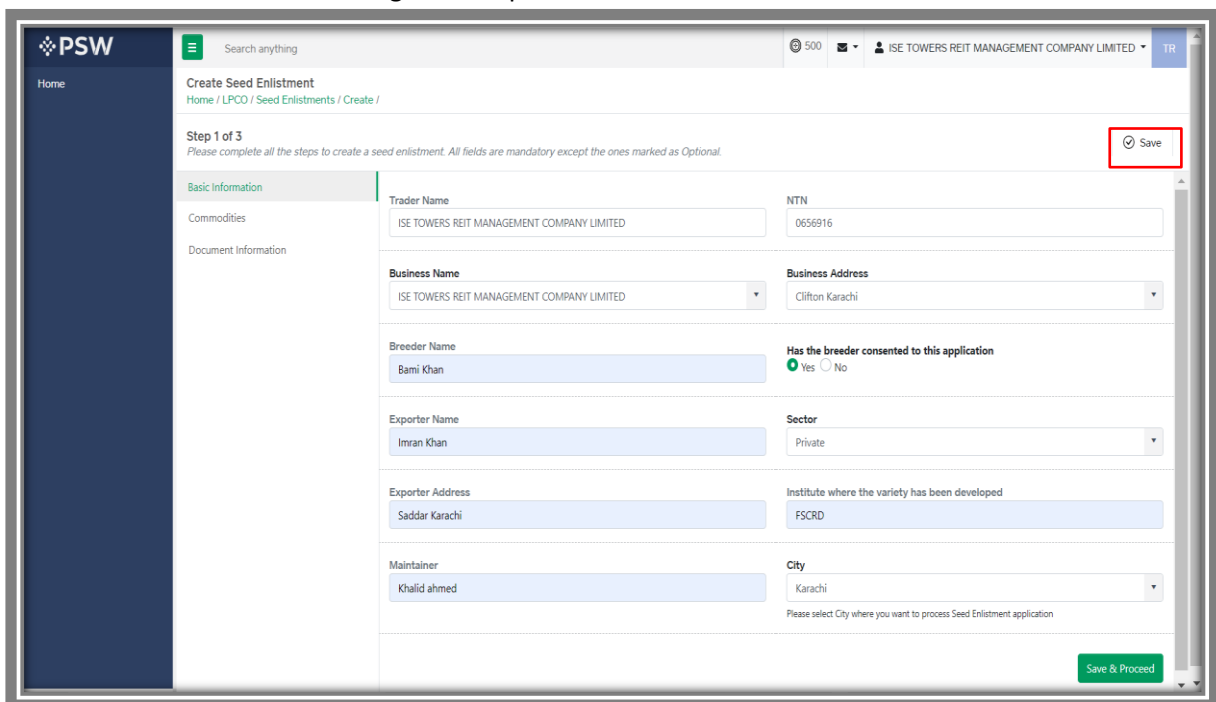 PSW
Search anything
500
ISE TOWERS REIT MANAGEMENT COMPANY LIMITED
TR
Home
Create Seed Enlistment
Home / LPCO / Seed Enlistments / Create /
Step 1 of 3
Please complete all the steps to create a seed enlistment. All fields are mandatory except the ones marked as Optional.
Save
Basic Information
Commodities
Document Information
Trader Name
ISE TOWERS REIT MANAGEMENT COMPANY LIMITED
NTN
0656916
Business Name
ISE TOWERS REIT MANAGEMENT COMPANY LIMITED
Business Address
Clifton Karachi
Breeder Name
Bami Khan
Has the breeder consented to this application
Yes No
Exporter Name
Imran Khan
Sector
Private
Exporter Address
Saddar Karachi
Institute where the variety has been developed
FSCRD
Maintainer
Khalid ahmed
City
Karachi
Please select City where you want to process Seed Enlistment application
Save & Proceed